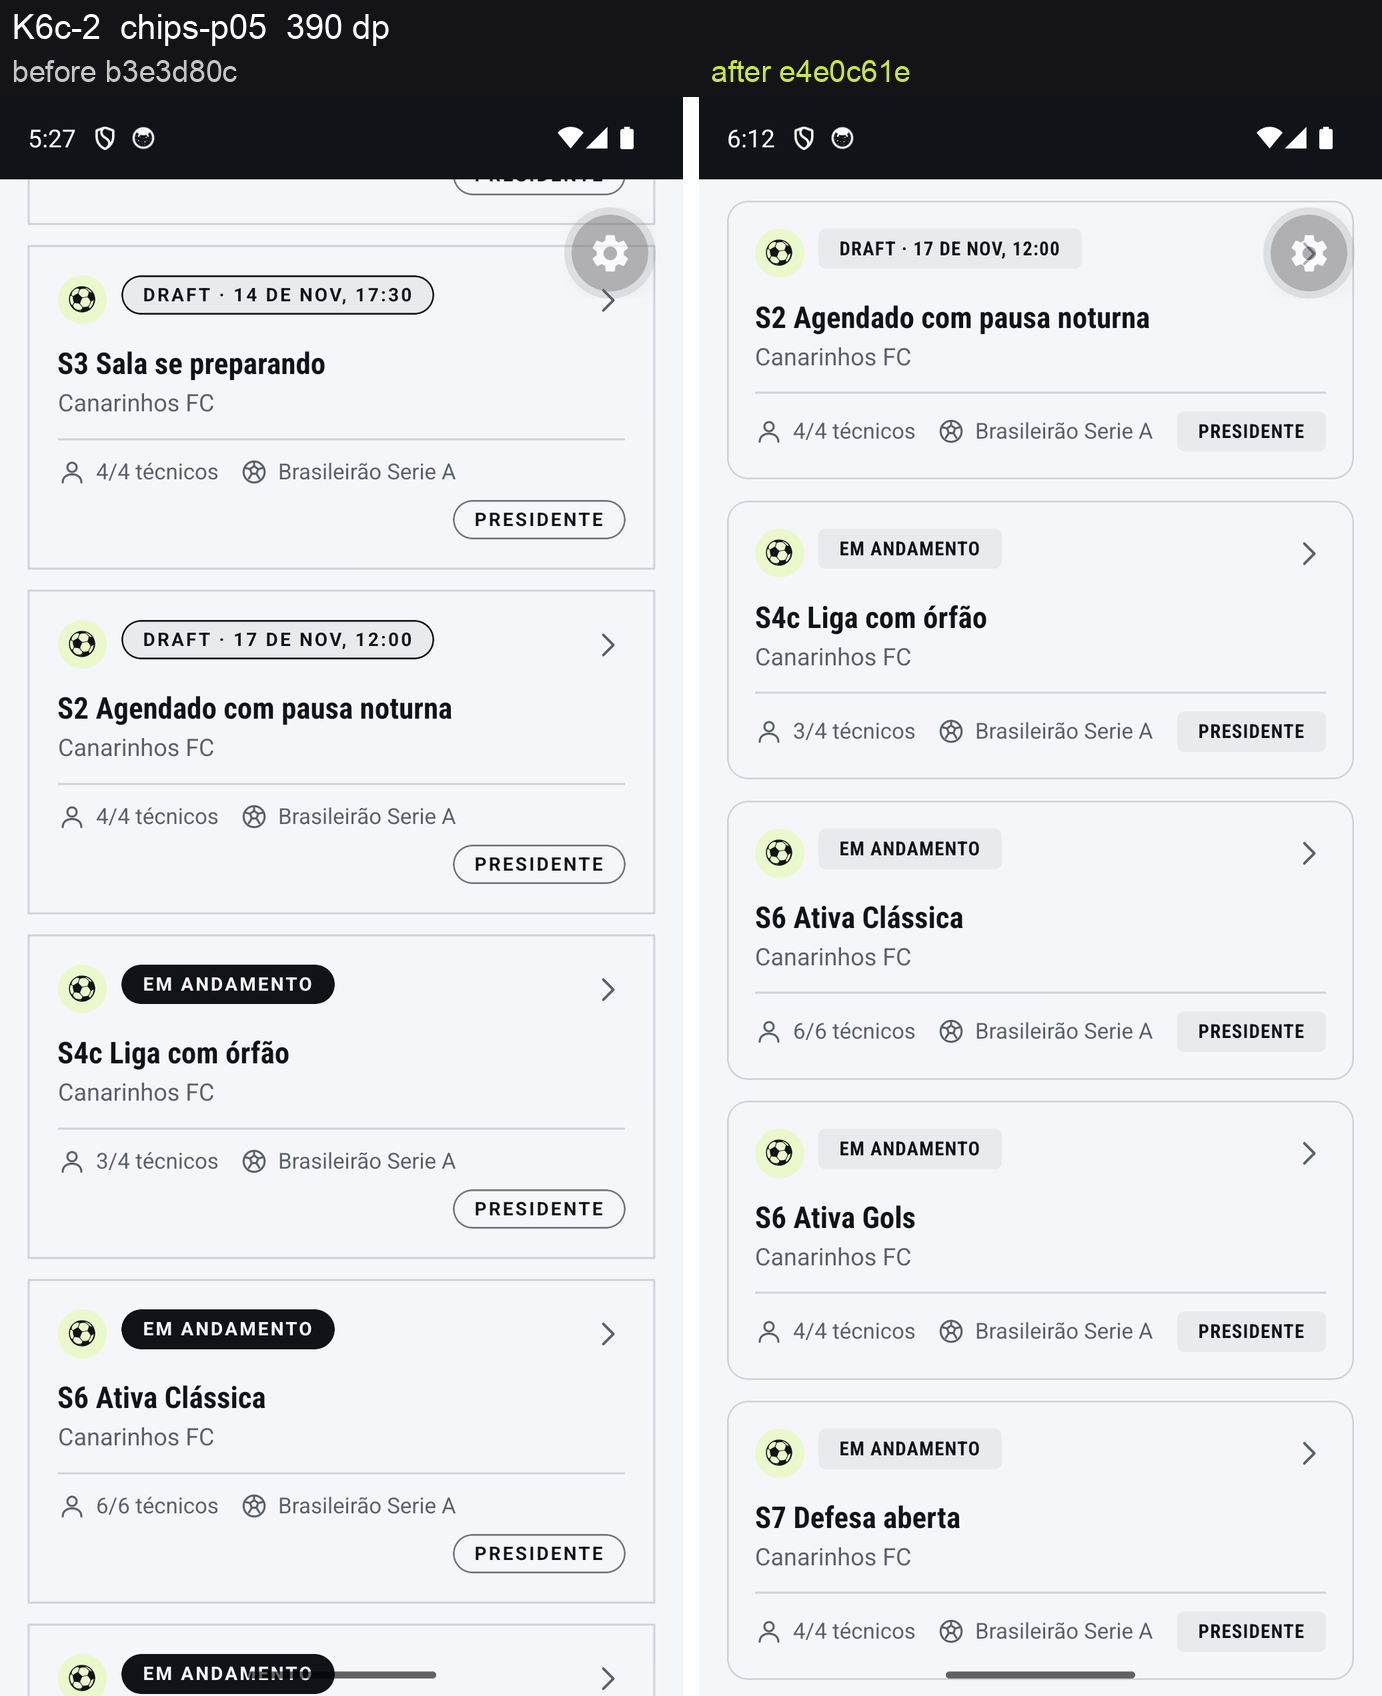 K6c-2 chips-p05 390 dp
before b3e3d80c
after e4e0c61e
5:27
PRESIDENTE
DRAFT · 14 DE NOV, 17:30
S3 Sala se preparando
Canarinhos FC
4/4 técnicos Brasileirão Serie A
PRESIDENTE
DRAFT · 17 DE NOV, 12:00
S2 Agendado com pausa noturna
Canarinhos FC
4/4 técnicos Brasileirão Serie A
PRESIDENTE
EM ANDAMENTO
S4c Liga com órfão
Canarinhos FC
3/4 técnicos Brasileirão Serie A
PRESIDENTE
EM ANDAMENTO
S6 Ativa Clássica
Canarinhos FC
6/6 técnicos Brasileirão Serie A
PRESIDENTE
EM ANDAMENTO
6:12
DRAFT · 17 DE NOV, 12:00
S2 Agendado com pausa noturna
Canarinhos FC
4/4 técnicos Brasileirão Serie A PRESIDENTE
EM ANDAMENTO
S4c Liga com órfão
Canarinhos FC
3/4 técnicos Brasileirão Serie A PRESIDENTE
EM ANDAMENTO
S6 Ativa Clássica
Canarinhos FC
6/6 técnicos Brasileirão Serie A PRESIDENTE
EM ANDAMENTO
S6 Ativa Gols
Canarinhos FC
4/4 técnicos Brasileirão Serie A PRESIDENTE
EM ANDAMENTO
S7 Defesa aberta
Canarinhos FC
4/4 técnicos Brasileirão Serie A PRESIDENTE